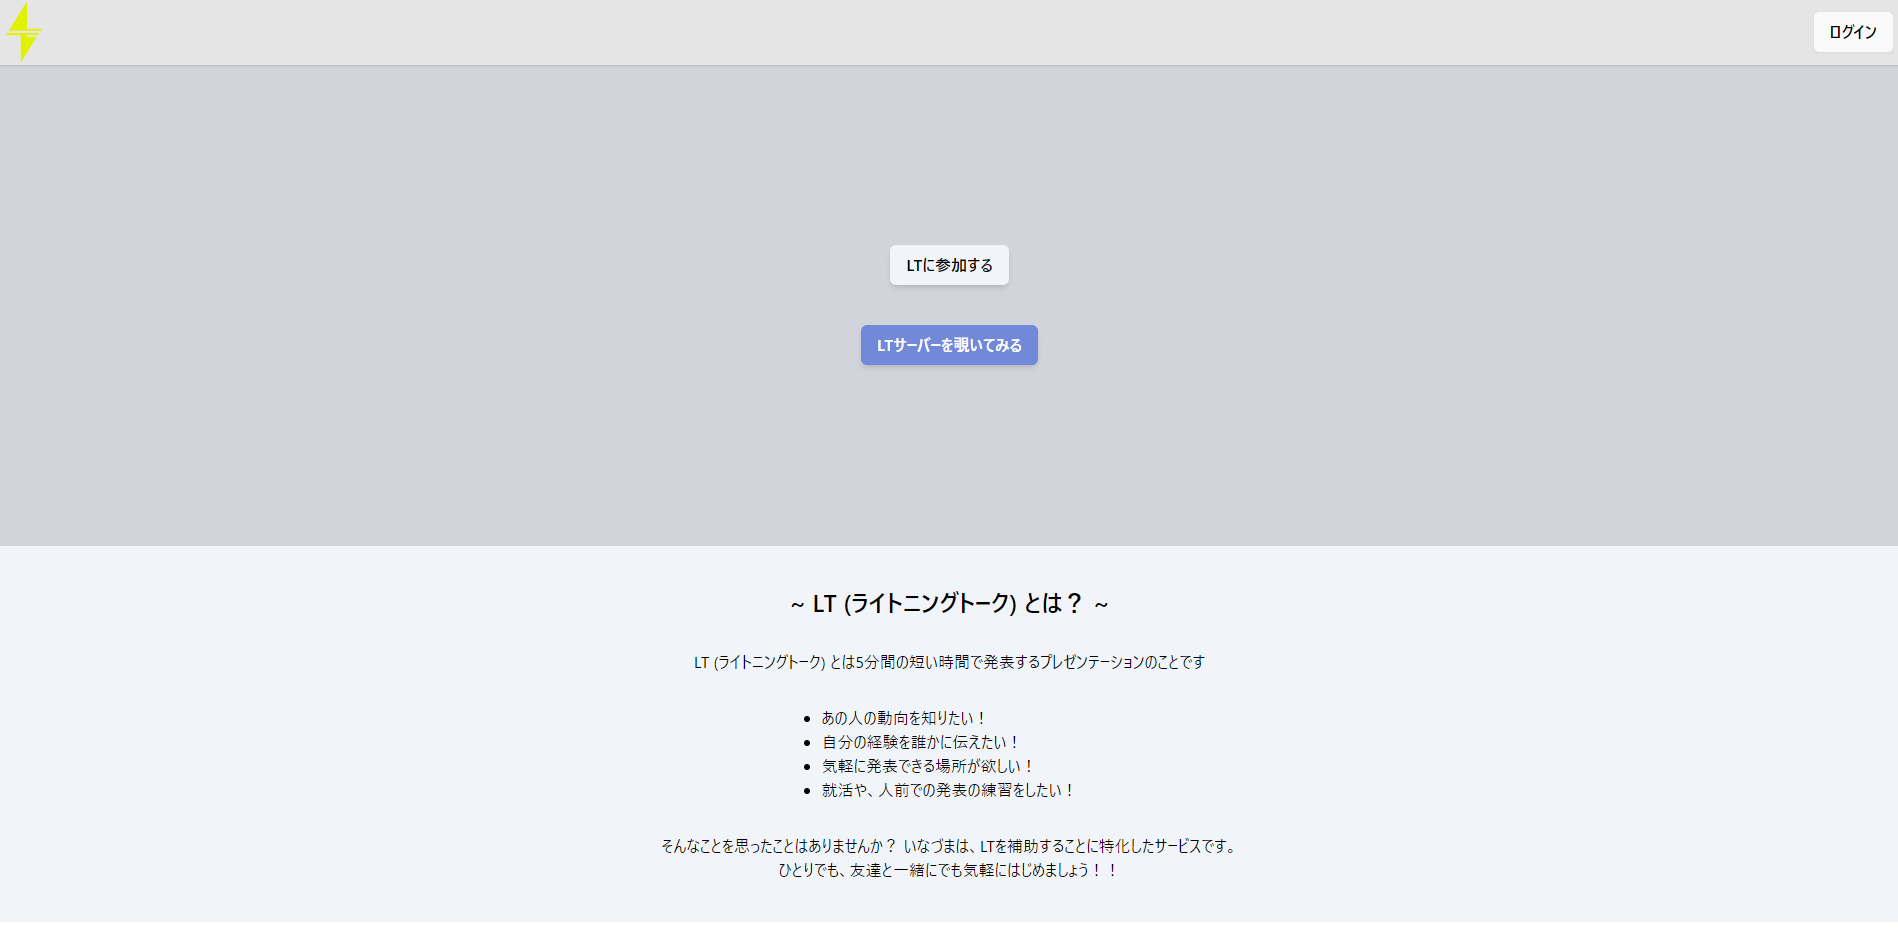 ログイン
LTに参加する
LTサーバーを覗いてみる
~ LT (ライトニングトーク) とは？ ~
LT (ライトニングトーク) とは5分間の短い時間で発表するプレゼンテーションのことです
あの人の動向を知りたい！
自分の経験を誰かに伝えたい！
気軽に発表できる場所が欲しい！
就活や、人前での発表の練習をしたい！
そんなことを思ったことはありませんか？ いなづまは、LTを補助することに特化したサービスです。
ひとりでも、友達と一緒にでも気軽にはじめましょう！！